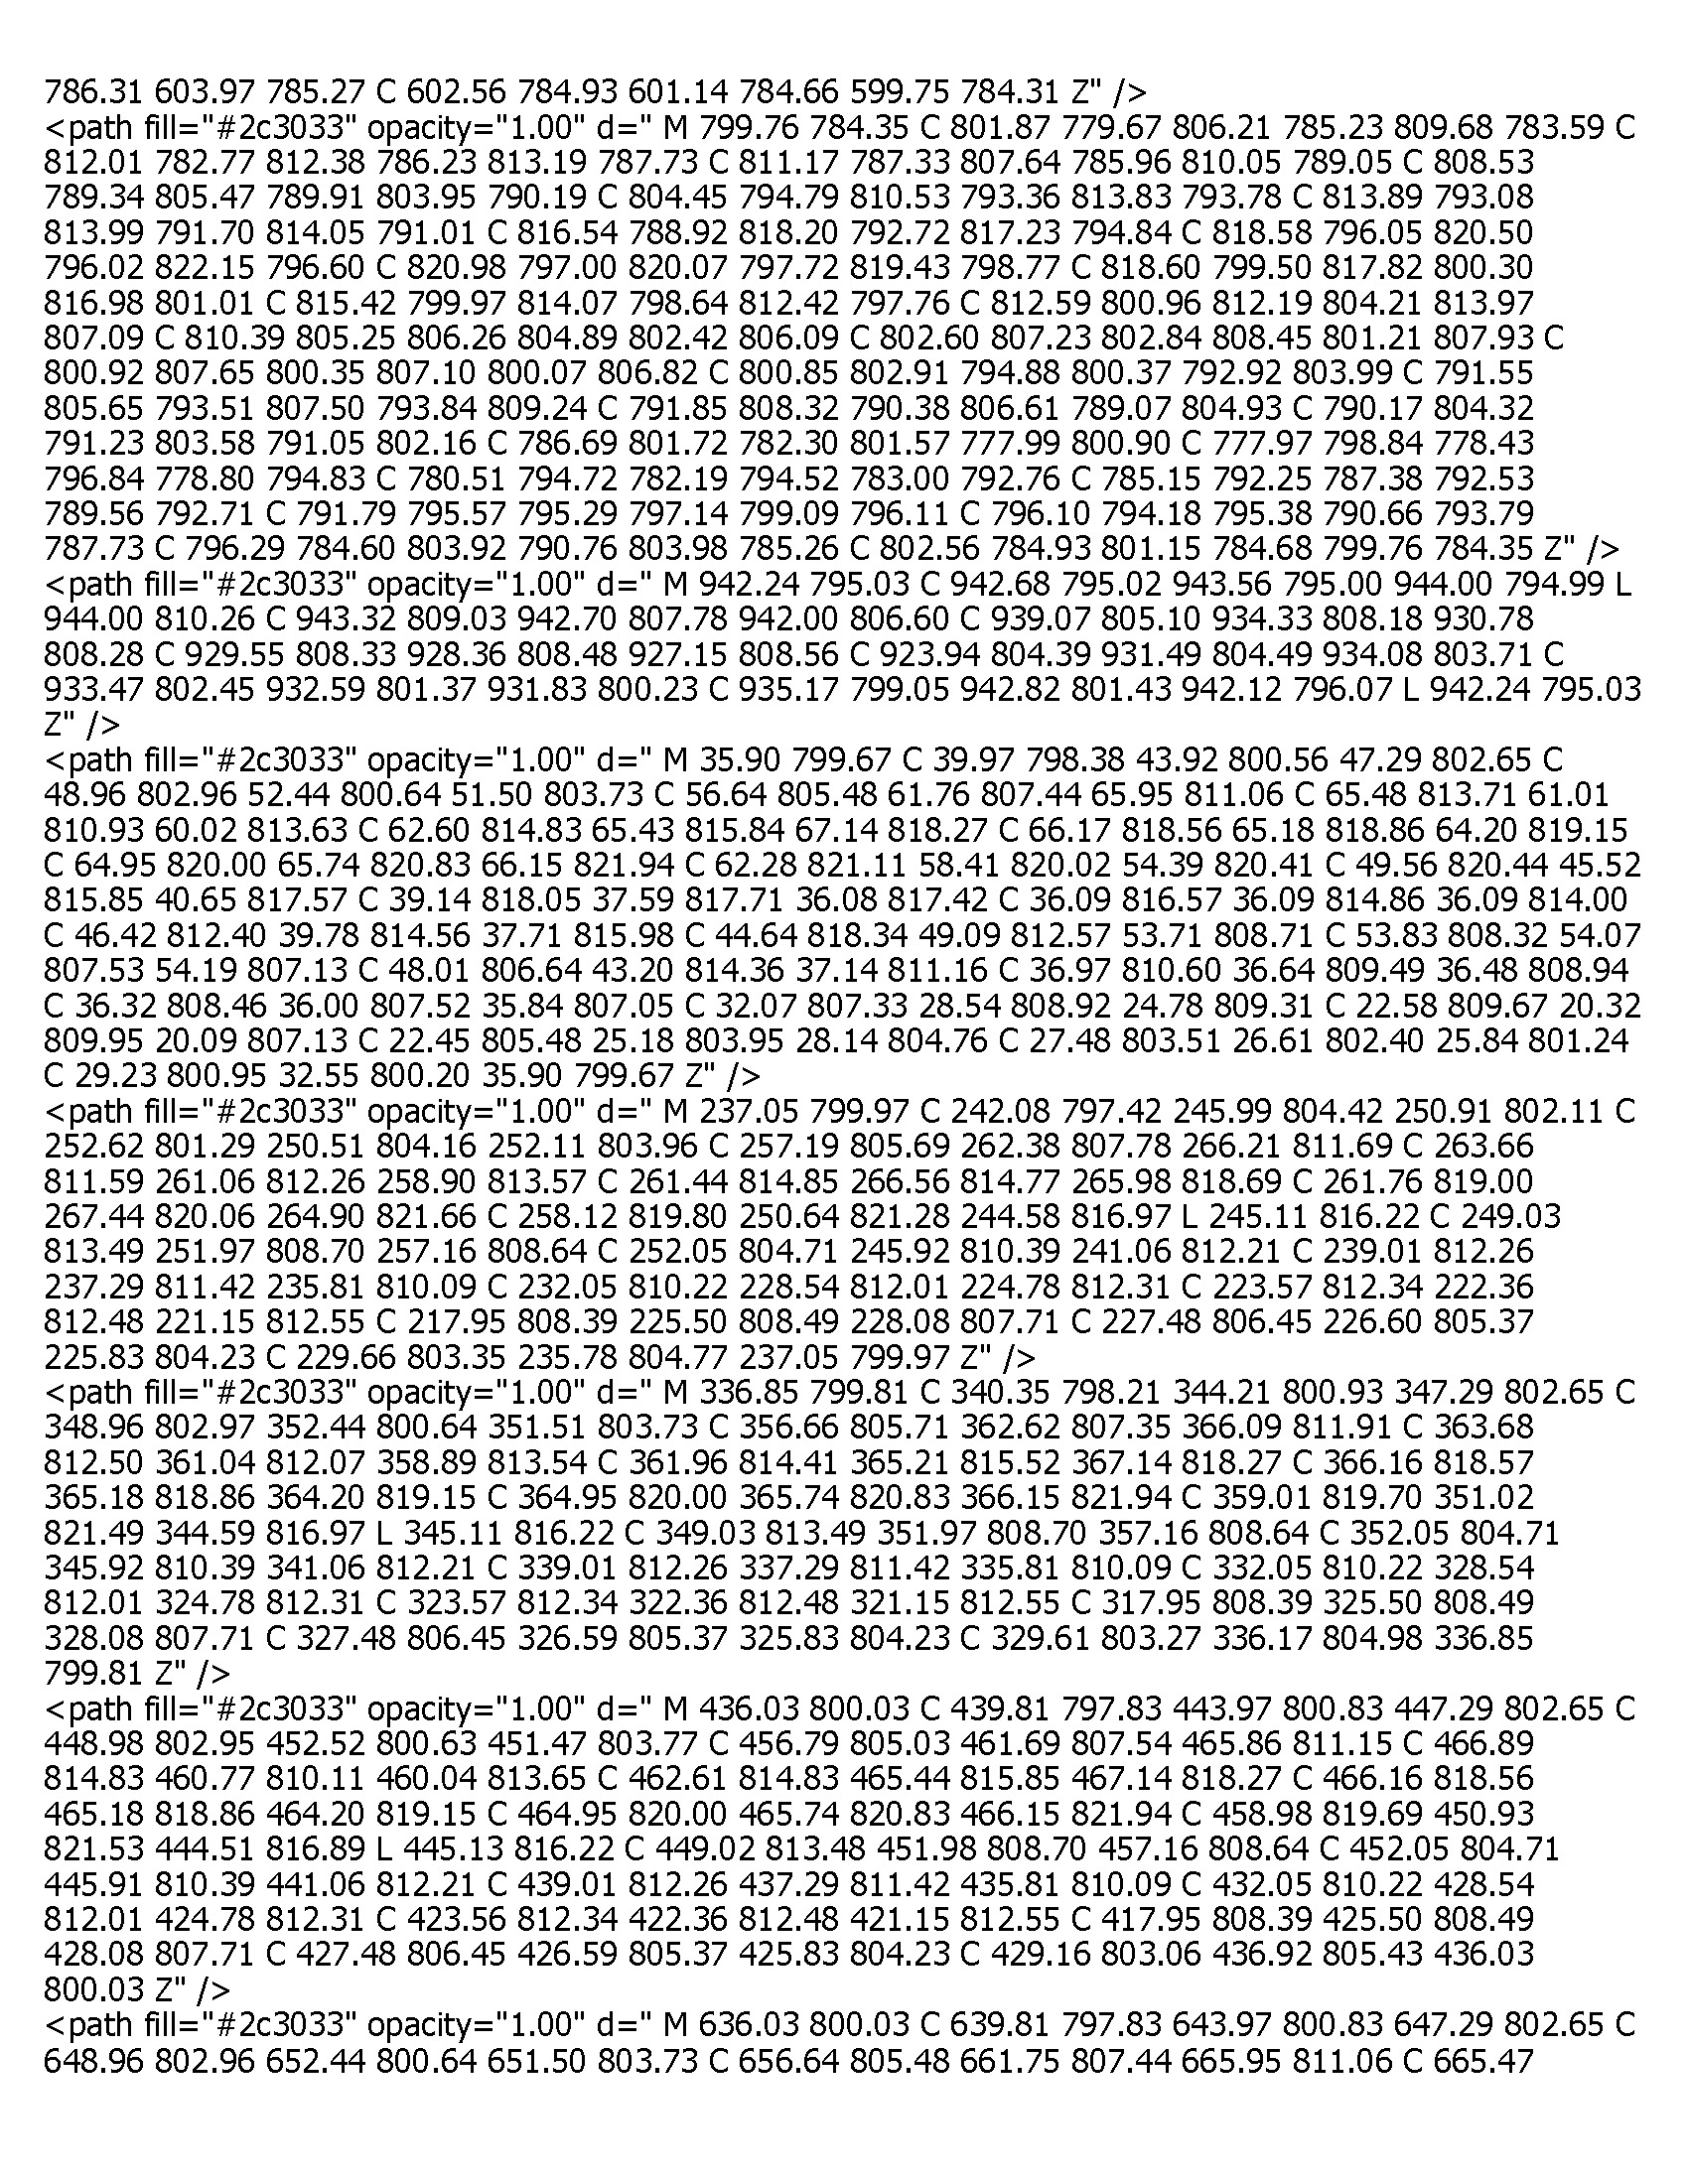 786.31 603.97 785.27 C 602.56 784.93 601.14 784.66 599.75 784.31 Z" />
<path fill="#2c3033" opacity="1.00" d=" M 799.76 784.35 C 801.87 779.67 806.21 785.23 809.68 783.59 C
812.01 782.77 812.38 786.23 813.19 787.73 C 811.17 787.33 807.64 785.96 810.05 789.05 C 808.53
789.34 805.47 789.91 803.95 790.19 C 804.45 794.79 810.53 793.36 813.83 793.78 C 813.89 793.08
813.99 791.70 814.05 791.01 C 816.54 788.92 818.20 792.72 817.23 794.84 C 818.58 796.05 820.50
796.02 822.15 796.60 C 820.98 797.00 820.07 797.72 819.43 798.77 C 818.60 799.50 817.82 800.30
816.98 801.01 C 815.42 799.97 814.07 798.64 812.42 797.76 C 812.59 800.96 812.19 804.21 813.97
807.09 C 810.39 805.25 806.26 804.89 802.42 806.09 C 802.60 807.23 802.84 808.45 801.21 807.93 C
800.92 807.65 800.35 807.10 800.07 806.82 C 800.85 802.91 794.88 800.37 792.92 803.99 C 791.55
805.65 793.51 807.50 793.84 809.24 C 791.85 808.32 790.38 806.61 789.07 804.93 C 790.17 804.32
791.23 803.58 791.05 802.16 C 786.69 801.72 782.30 801.57 777.99 800.90 C 777.97 798.84 778.43
796.84 778.80 794.83 C 780.51 794.72 782.19 794.52 783.00 792.76 C 785.15 792.25 787.38 792.53
789.56 792.71 C 791.79 795.57 795.29 797.14 799.09 796.11 C 796.10 794.18 795.38 790.66 793.79
787.73 C 796.29 784.60 803.92 790.76 803.98 785.26 C 802.56 784.93 801.15 784.68 799.76 784.35 Z" />
<path fill="#2c3033" opacity="1.00" d=" M 942.24 795.03 C 942.68 795.02 943.56 795.00 944.00 794.99 L
944.00 810.26 C 943.32 809.03 942.70 807.78 942.00 806.60 C 939.07 805.10 934.33 808.18 930.78
808.28 C 929.55 808.33 928.36 808.48 927.15 808.56 C 923.94 804.39 931.49 804.49 934.08 803.71 C
933.47 802.45 932.59 801.37 931.83 800.23 C 935.17 799.05 942.82 801.43 942.12 796.07 L 942.24 795.03
Z" />
<path fill="#2c3033" opacity="1.00" d=" M 35.90 799.67 C 39.97 798.38 43.92 800.56 47.29 802.65 C
48.96 802.96 52.44 800.64 51.50 803.73 C 56.64 805.48 61.76 807.44 65.95 811.06 C 65.48 813.71 61.01
810.93 60.02 813.63 C 62.60 814.83 65.43 815.84 67.14 818.27 C 66.17 818.56 65.18 818.86 64.20 819.15
C 64.95 820.00 65.74 820.83 66.15 821.94 C 62.28 821.11 58.41 820.02 54.39 820.41 C 49.56 820.44 45.52
815.85 40.65 817.57 C 39.14 818.05 37.59 817.71 36.08 817.42 C 36.09 816.57 36.09 814.86 36.09 814.00
C 46.42 812.40 39.78 814.56 37.71 815.98 C 44.64 818.34 49.09 812.57 53.71 808.71 C 53.83 808.32 54.07
807.53 54.19 807.13 C 48.01 806.64 43.20 814.36 37.14 811.16 C 36.97 810.60 36.64 809.49 36.48 808.94
C 36.32 808.46 36.00 807.52 35.84 807.05 C 32.07 807.33 28.54 808.92 24.78 809.31 C 22.58 809.67 20.32
809.95 20.09 807.13 C 22.45 805.48 25.18 803.95 28.14 804.76 C 27.48 803.51 26.61 802.40 25.84 801.24
C 29.23 800.95 32.55 800.20 35.90 799.67 Z" />
<path fill="#2c3033" opacity="1.00" d=" M 237.05 799.97 C 242.08 797.42 245.99 804.42 250.91 802.11 C
252.62 801.29 250.51 804.16 252.11 803.96 C 257.19 805.69 262.38 807.78 266.21 811.69 C 263.66
811.59 261.06 812.26 258.90 813.57 C 261.44 814.85 266.56 814.77 265.98 818.69 C 261.76 819.00
267.44 820.06 264.90 821.66 C 258.12 819.80 250.64 821.28 244.58 816.97 L 245.11 816.22 C 249.03
813.49 251.97 808.70 257.16 808.64 C 252.05 804.71 245.92 810.39 241.06 812.21 C 239.01 812.26
237.29 811.42 235.81 810.09 C 232.05 810.22 228.54 812.01 224.78 812.31 C 223.57 812.34 222.36
812.48 221.15 812.55 C 217.95 808.39 225.50 808.49 228.08 807.71 C 227.48 806.45 226.60 805.37
225.83 804.23 C 229.66 803.35 235.78 804.77 237.05 799.97 Z" />
<path fill="#2c3033" opacity="1.00" d=" M 336.85 799.81 C 340.35 798.21 344.21 800.93 347.29 802.65 C
348.96 802.97 352.44 800.64 351.51 803.73 C 356.66 805.71 362.62 807.35 366.09 811.91 C 363.68
812.50 361.04 812.07 358.89 813.54 C 361.96 814.41 365.21 815.52 367.14 818.27 C 366.16 818.57
365.18 818.86 364.20 819.15 C 364.95 820.00 365.74 820.83 366.15 821.94 C 359.01 819.70 351.02
821.49 344.59 816.97 L 345.11 816.22 C 349.03 813.49 351.97 808.70 357.16 808.64 C 352.05 804.71
345.92 810.39 341.06 812.21 C 339.01 812.26 337.29 811.42 335.81 810.09 C 332.05 810.22 328.54
812.01 324.78 812.31 C 323.57 812.34 322.36 812.48 321.15 812.55 C 317.95 808.39 325.50 808.49
328.08 807.71 C 327.48 806.45 326.59 805.37 325.83 804.23 C 329.61 803.27 336.17 804.98 336.85
799.81 Z" />
<path fill="#2c3033" opacity="1.00" d=" M 436.03 800.03 C 439.81 797.83 443.97 800.83 447.29 802.65 C
448.98 802.95 452.52 800.63 451.47 803.77 C 456.79 805.03 461.69 807.54 465.86 811.15 C 466.89
814.83 460.77 810.11 460.04 813.65 C 462.61 814.83 465.44 815.85 467.14 818.27 C 466.16 818.56
465.18 818.86 464.20 819.15 C 464.95 820.00 465.74 820.83 466.15 821.94 C 458.98 819.69 450.93
821.53 444.51 816.89 L 445.13 816.22 C 449.02 813.48 451.98 808.70 457.16 808.64 C 452.05 804.71
445.91 810.39 441.06 812.21 C 439.01 812.26 437.29 811.42 435.81 810.09 C 432.05 810.22 428.54
812.01 424.78 812.31 C 423.56 812.34 422.36 812.48 421.15 812.55 C 417.95 808.39 425.50 808.49
428.08 807.71 C 427.48 806.45 426.59 805.37 425.83 804.23 C 429.16 803.06 436.92 805.43 436.03
800.03 Z" />
<path fill="#2c3033" opacity="1.00" d=" M 636.03 800.03 C 639.81 797.83 643.97 800.83 647.29 802.65 C
648.96 802.96 652.44 800.64 651.50 803.73 C 656.64 805.48 661.75 807.44 665.95 811.06 C 665.47